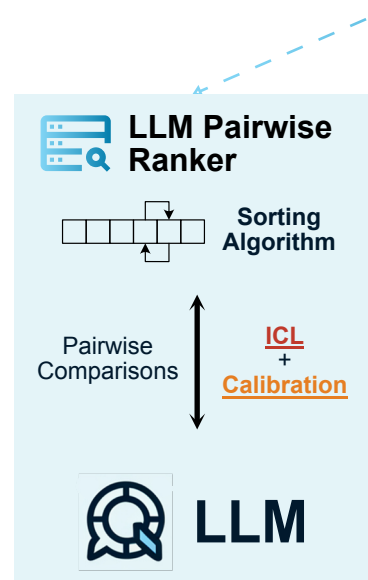 LLM Pairwise
Ranker
Sorting
Algorithm
Pairwise
Comparisons
ICL
+
Calibration
LLM